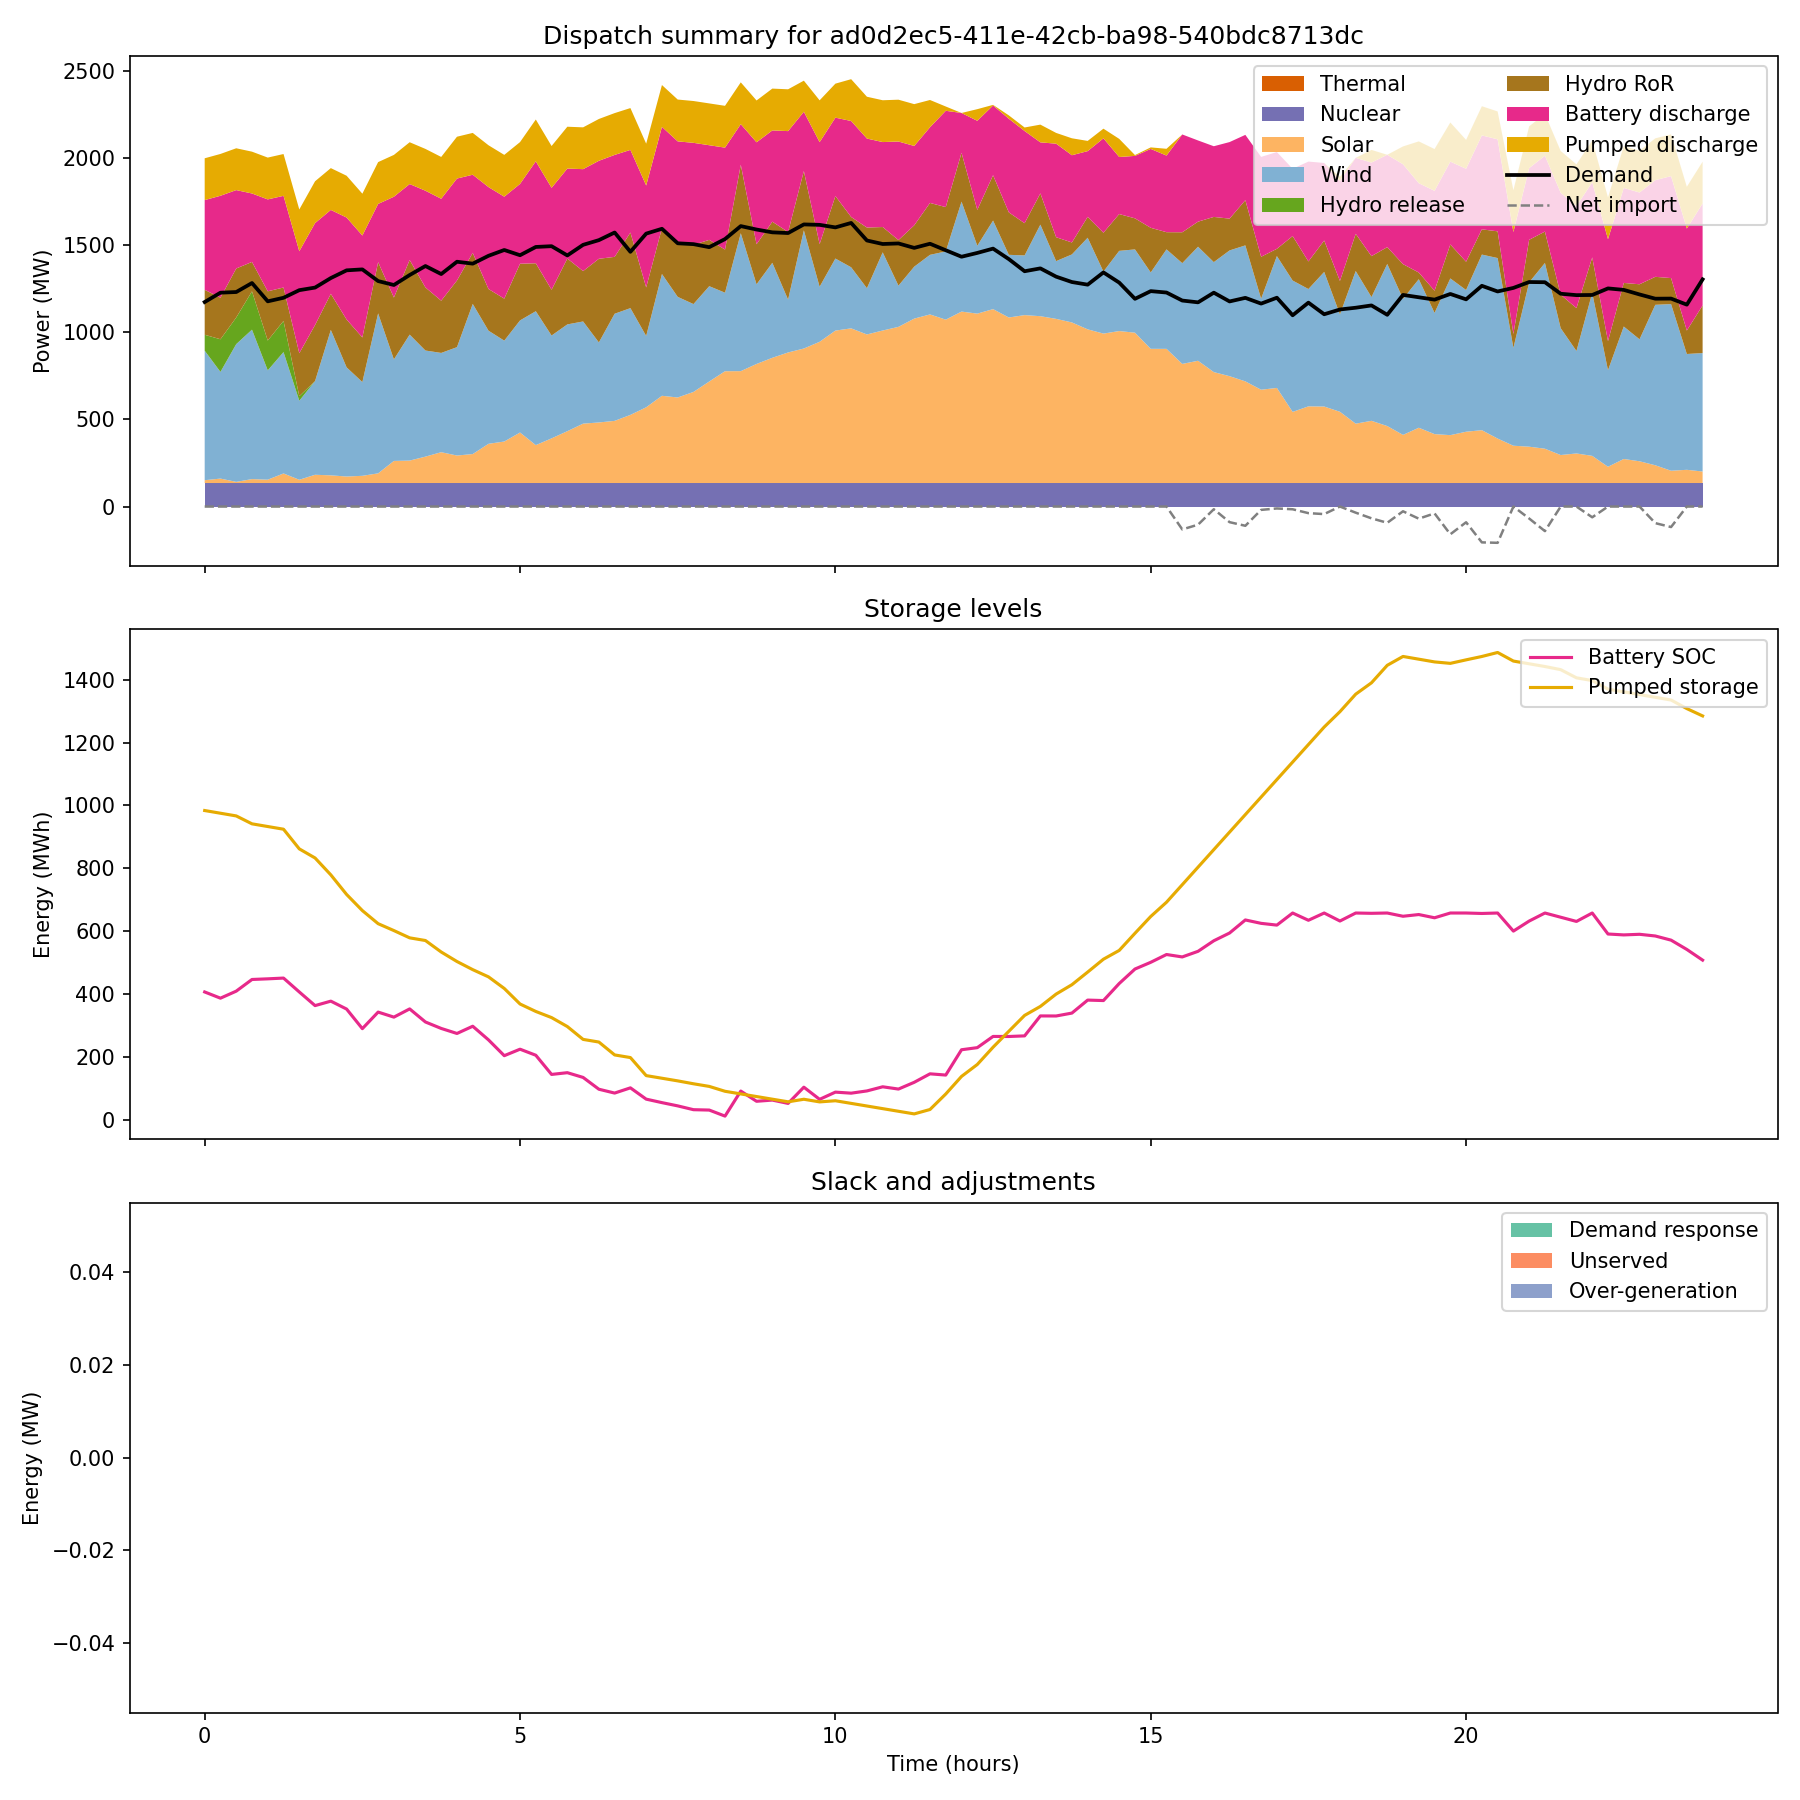 Dispatch summary for ad0d2ec5-411e-42cb-ba98-540bdc8713dc
Power (MW)
2500
2000
1500
1000
500
0
Thermal
Nuclear
Solar
Wind
Hydro release
Hydro RoR
Battery discharge
Pumped discharge
Demand
Net import
Storage levels
Energy (MWh)
1400
1200
1000
800
600
400
200
0
Battery SOC
Pumped storage
Slack and adjustments
Energy (MW)
0.04
0.02
0.00
−0.02
−0.04
Demand response
Unserved
Over-generation
0 5 10 15 20
Time (hours)